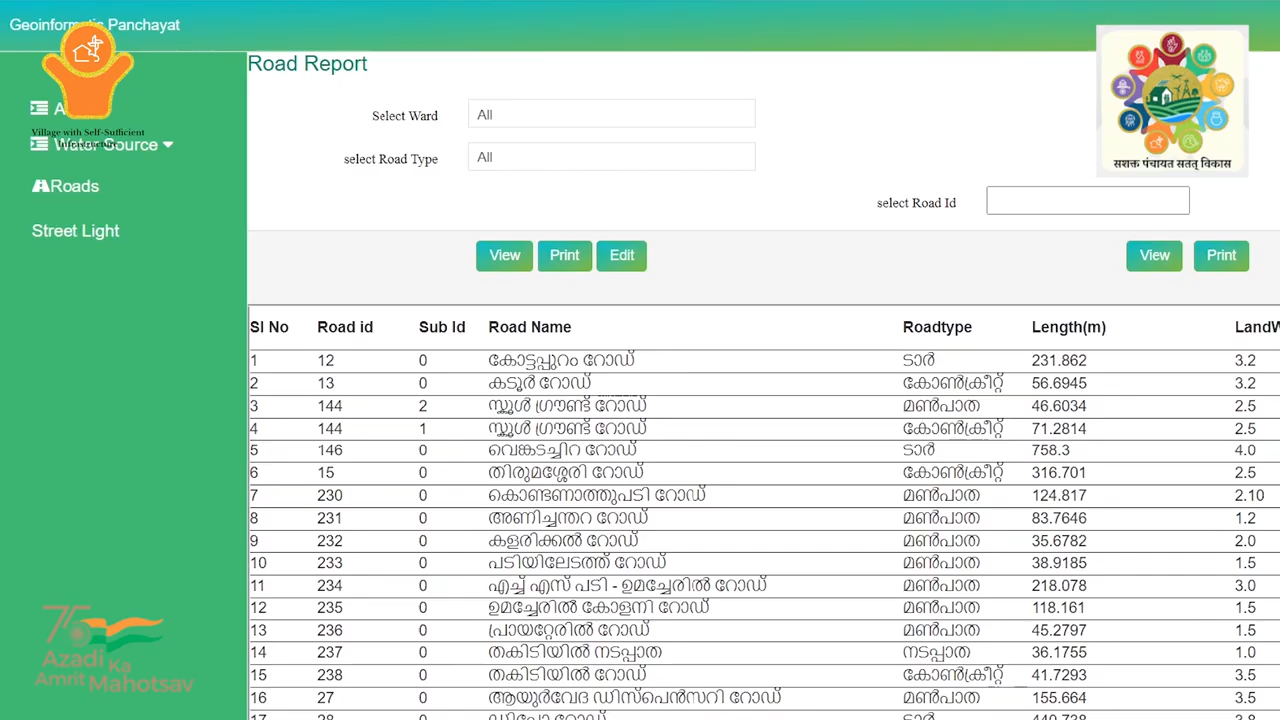 Geoinformatic Panchayat
Village with Self-Sufficient
Infrastructure
Water Source
Roads
Street Light
75
Azadi Ka
Amrit Mahotsav
Road Report
Select Ward All
select Road Type All
select Road Id
सशक्त पंचायत सतत् विकास
View Print Edit View Print
Sl No Road id Sub Id Road Name Roadtype Length(m)
1 12 0 കോട്ടപ്പുറം റോഡ് ടാർ 231.862 3.2
2 13 0 കടൂർ റോഡ് കോൺക്രീറ്റ് 56.6945 3.2
3 144 2 സ്കൂൾ ഗ്രൗണ്ട് റോഡ് മൺപാത 46.6034 2.5
4 144 1 സ്കൂൾ ഗ്രൗണ്ട് റോഡ് കോൺക്രീറ്റ് 71.2814 2.5
5 146 0 വെങ്കടച്ചിറ റോഡ് ടാർ 758.3 4.0
6 15 0 തിരുമശ്ശേരി റോഡ് കോൺക്രീറ്റ് 316.701 2.5
7 230 0 കൊണ്ടണാത്തുപടി റോഡ് മൺപാത 124.817 2.10
8 231 0 അണിച്ചന്തറ റോഡ് മൺപാത 83.7646 1.2
9 232 0 കളരിക്കൽ റോഡ് മൺപാത 35.6782 2.0
10 233 0 പടിയിലേടത്ത് റോഡ് മൺപാത 38.9185 1.5
11 234 0 എച്ച് എസ് പടി - ഉമച്ചേരിൽ റോഡ് മൺപാത 218.078 3.0
12 235 0 ഉമച്ചേരിൽ കോളനി റോഡ് മൺപാത 118.161 1.5
13 236 0 പ്രായറ്റേരിൽ റോഡ് മൺപാത 45.2797 1.5
14 237 0 തകിടിയിൽ നടപ്പാത നടപ്പാത 36.1755 1.0
15 238 0 തകിടിയിൽ റോഡ് കോൺക്രീറ്റ് 41.7293 3.5
16 27 0 ആയുർവേദ ഡിസ്പെൻസറി റോഡ് മൺപാത 155.664 3.5